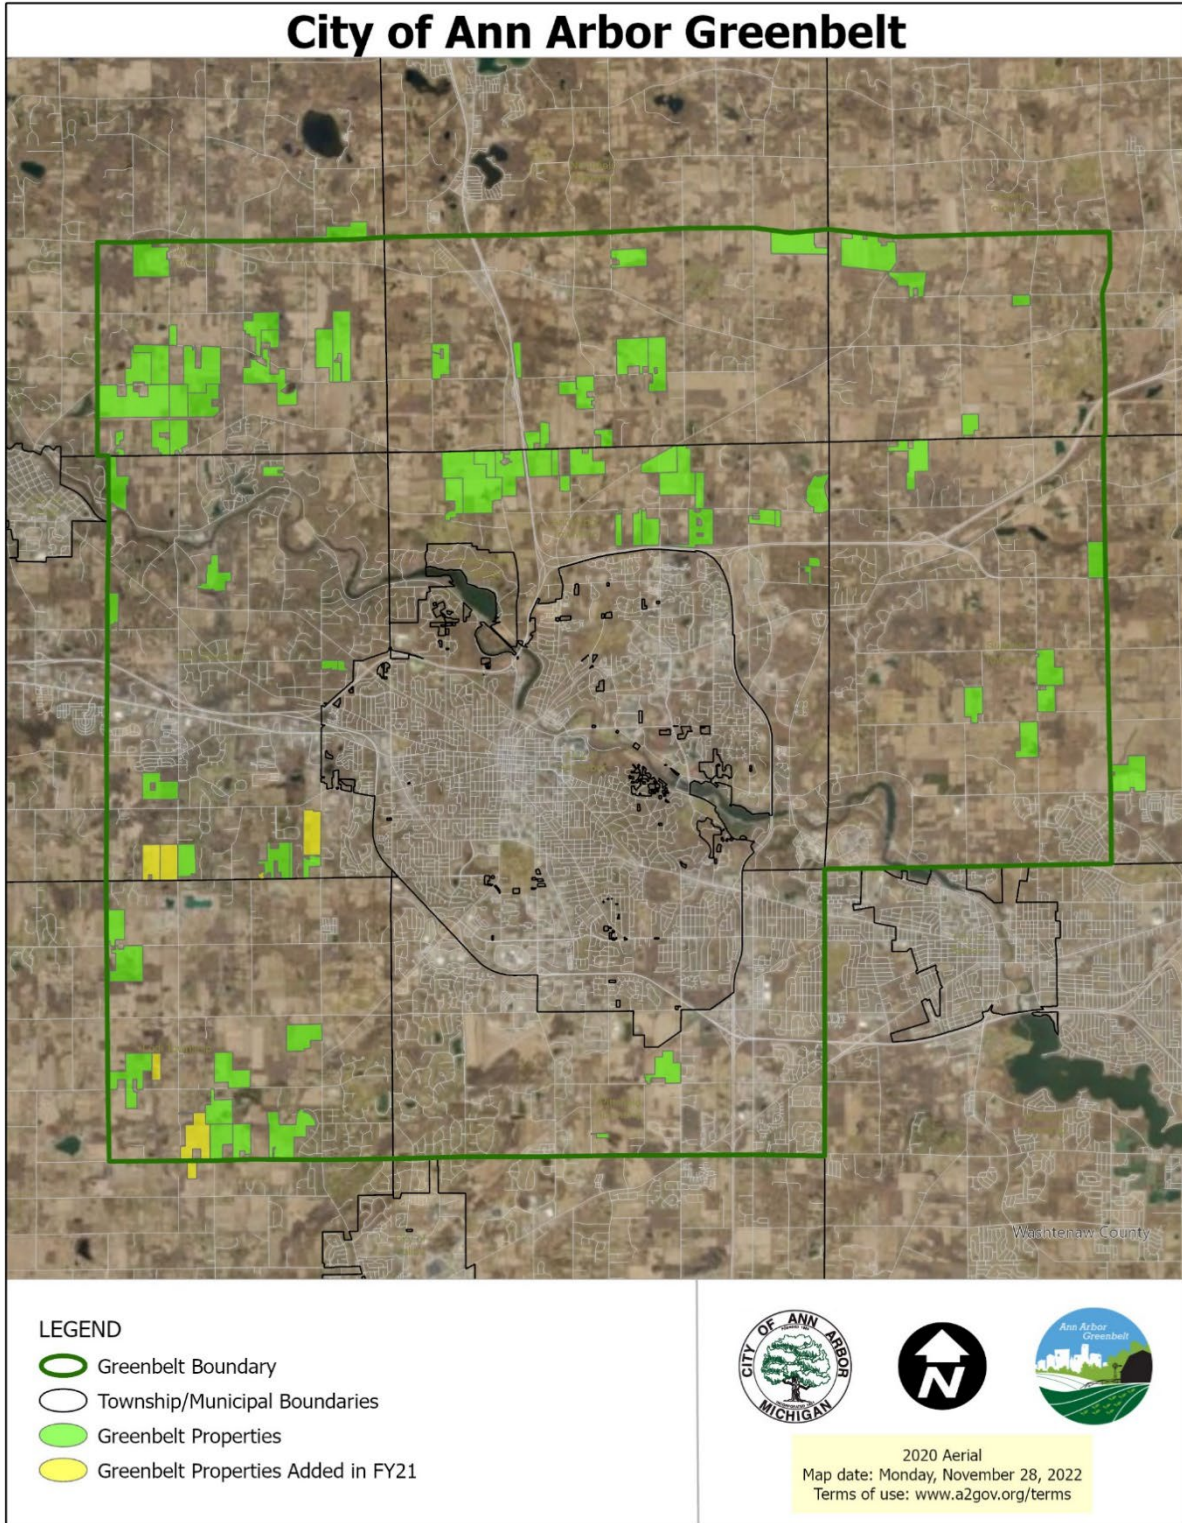 City of Ann Arbor Greenbelt
Washtenaw County
LEGEND
Greenbelt Boundary
Township/Municipal Boundaries
Greenbelt Properties
Greenbelt Properties Added in FY21
CITY OF ANN ARBOR
MICHIGAN
N
Ann Arbor
Greenbelt
2020 Aerial
Map date: Monday, November 28, 2022
Terms of use: www.a2gov.org/terms